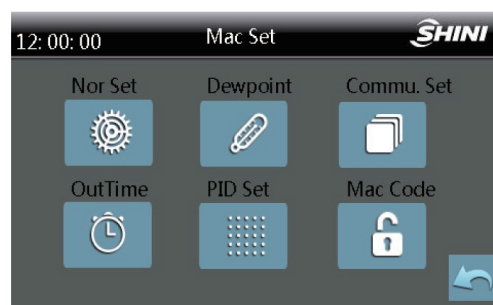 12: 00: 00 Mac Set SHINI
Nor Set Dewpoint Commu. Set
OutTime PID Set Mac Code